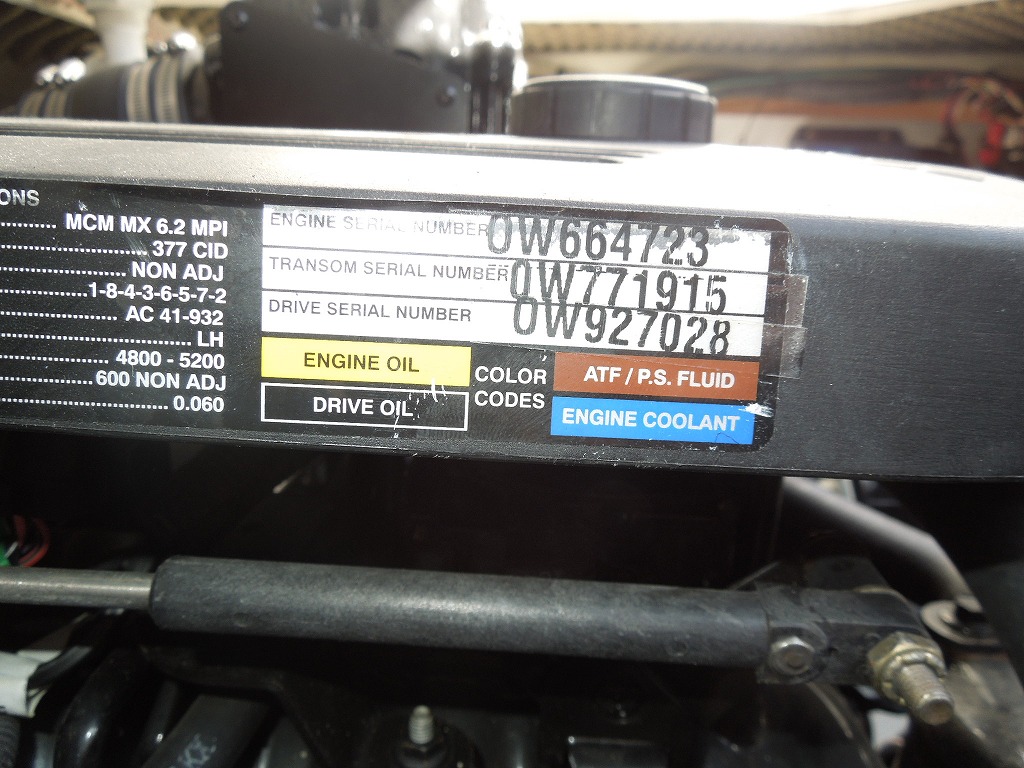 ONS
MCM MX 6.2 MPI
377 CID
NON ADJ
1-8-4-3-6-5-7-2
AC 41-932
LH
4800 - 5200
600 NON ADJ
0.060
ENGINE SERIAL NUMBER 0W664723
TRANSOM SERIAL NUMBER 0W771915
DRIVE SERIAL NUMBER 0W927028
ENGINE OIL
DRIVE OIL
COLOR
CODES
ATF / P.S. FLUID
ENGINE COOLANT